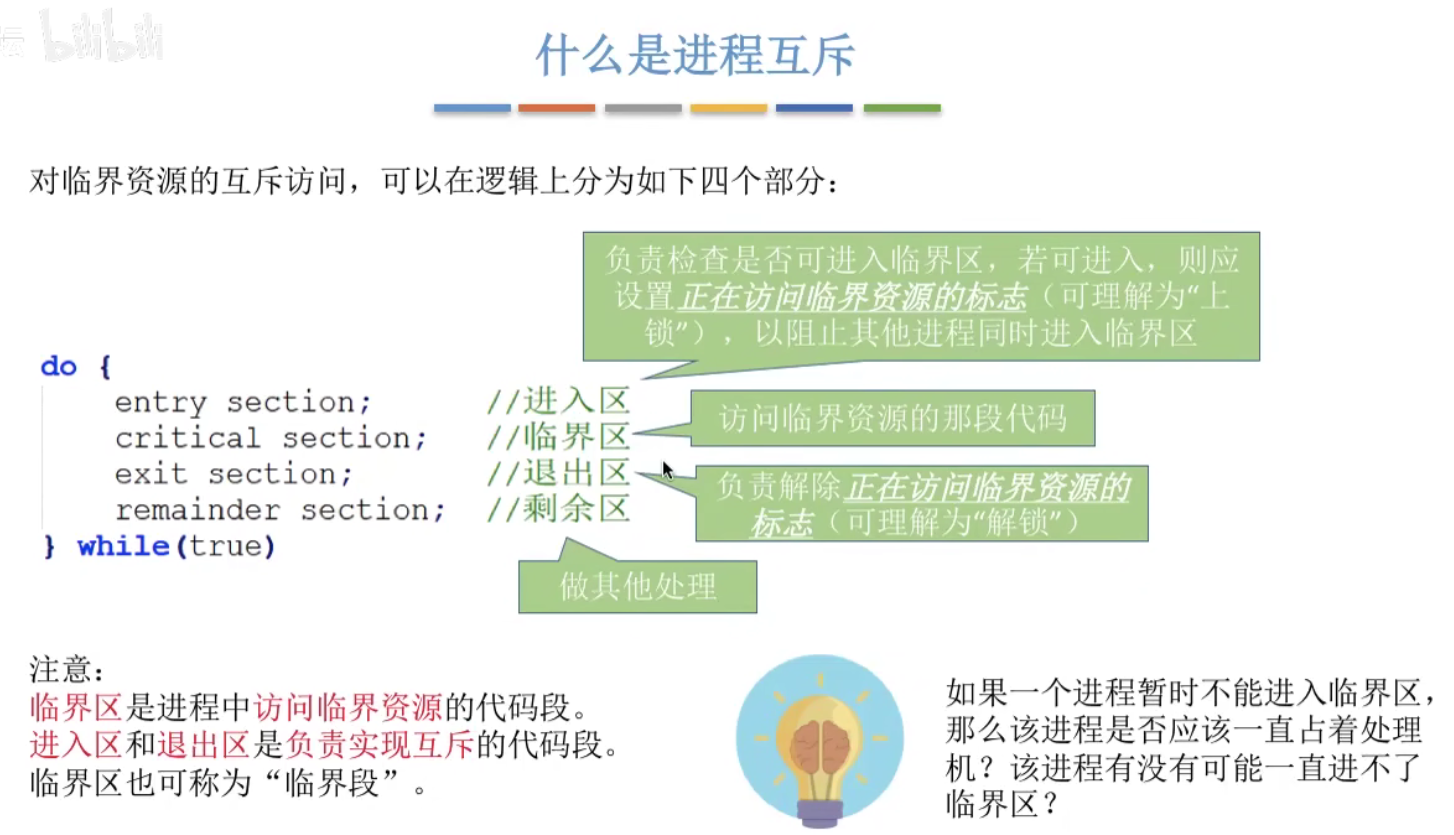 坛 bilibili
什么是进程互斥
对临界资源的互斥访问，可以在逻辑上分为如下四个部分：
负责检查是否可进入临界区，若可进入，则应
设置正在访问临界资源的标志（可理解为“上
锁”），以阻止其他进程同时进入临界区
do {
entry section; //进入区
critical section; //临界区
访问临界资源的那段代码
exit section; //退出区
负责解除正在访问临界资源的
标志（可理解为“解锁”）
remainder section; //剩余区
} while(true)
做其他处理
注意：
临界区是进程中访问临界资源的代码段。
进入区和退出区是负责实现互斥的代码段。
临界区也可称为“临界段”。
如果一个进程暂时不能进入临界区，
那么该进程是否应该一直占着处理
机？该进程有没有可能一直进不了
临界区？